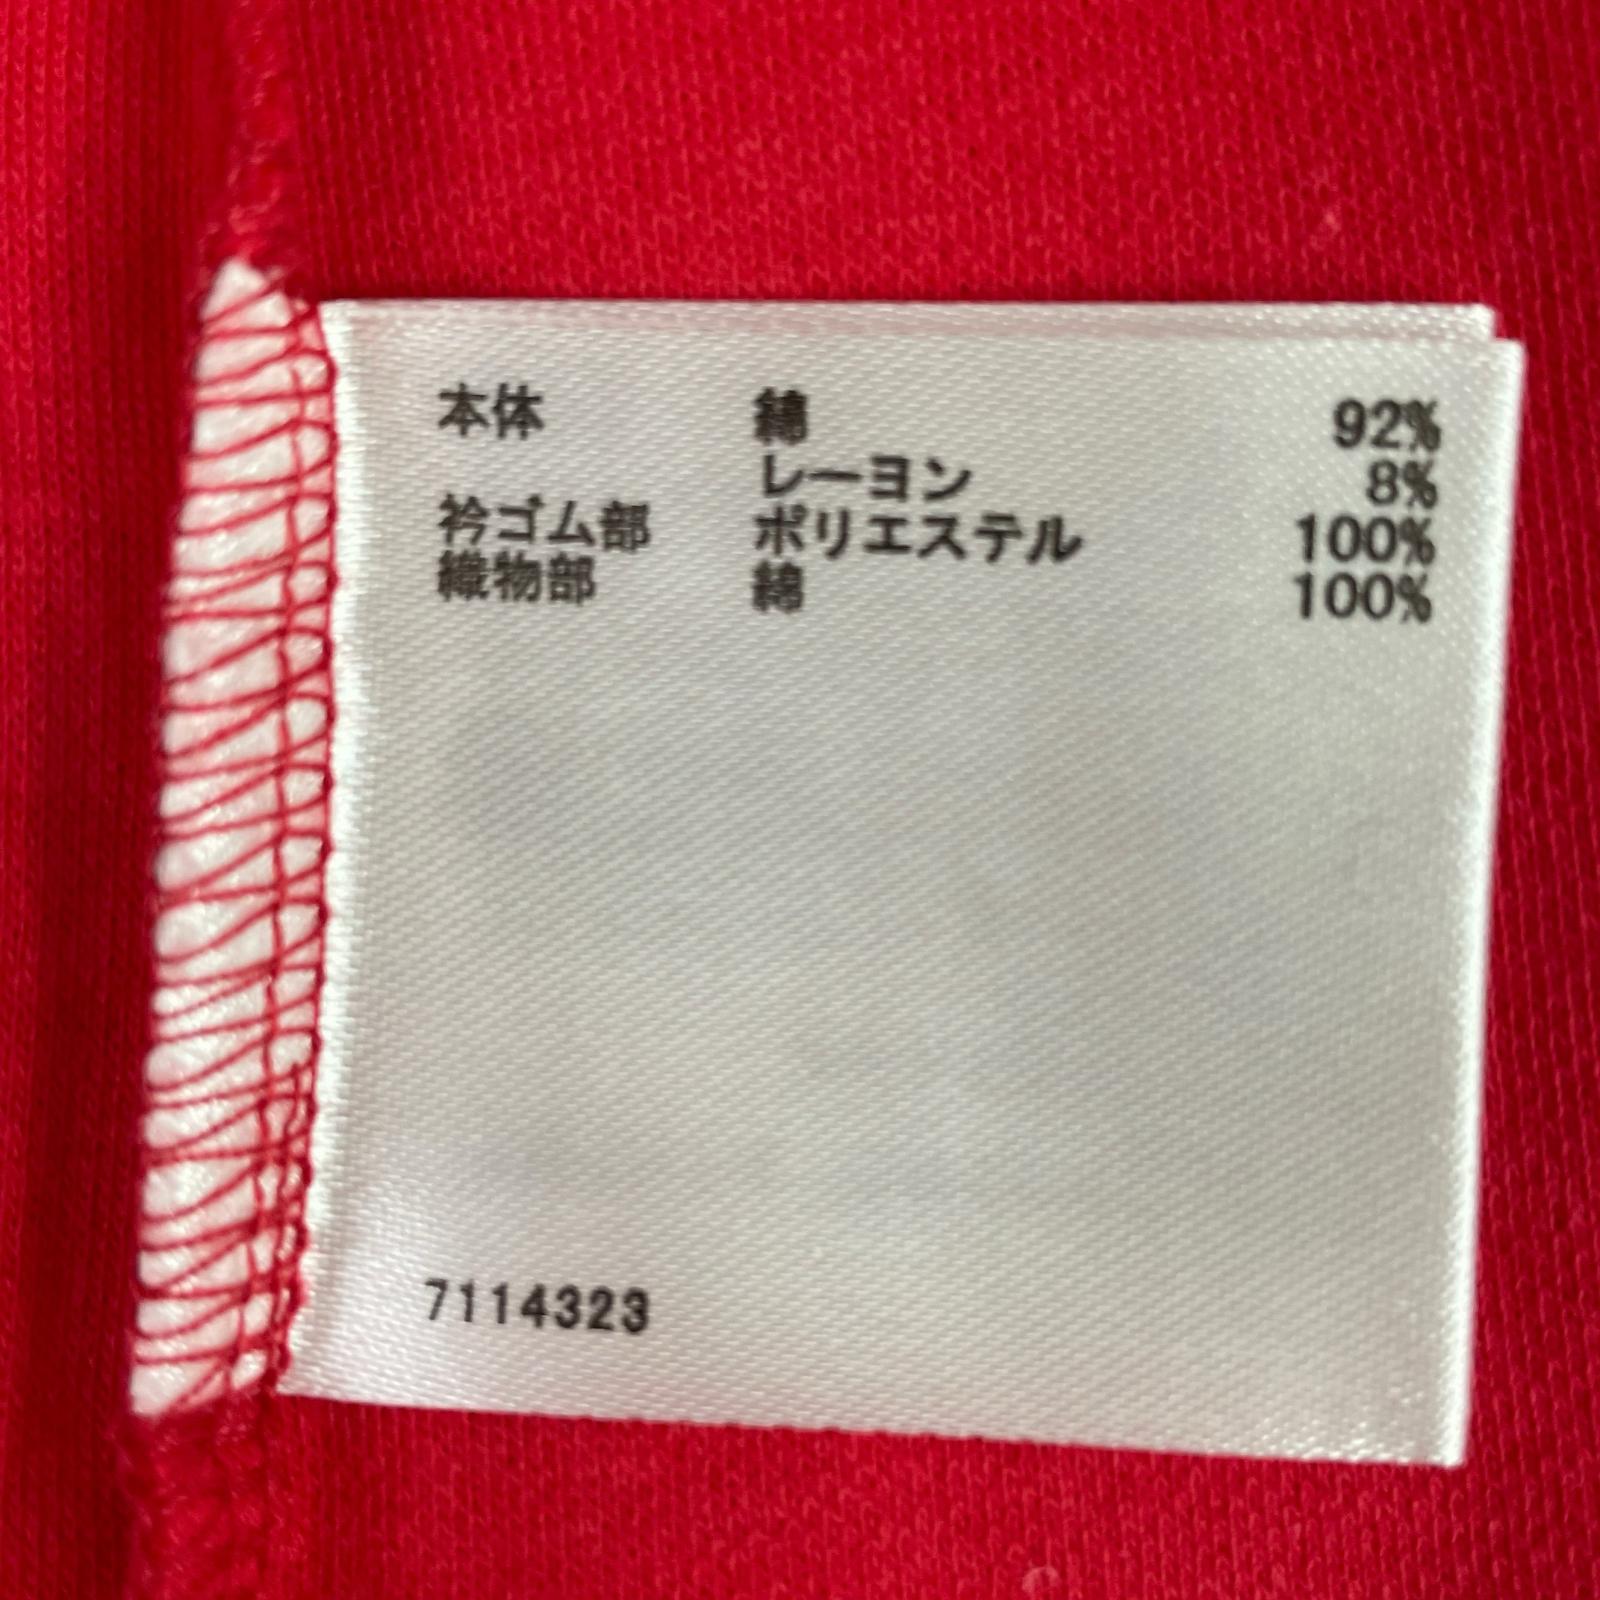 本体 綿 92%
レーヨン 8%
衿ゴム部 ポリエステル 100%
織物部 綿 100%
7114323